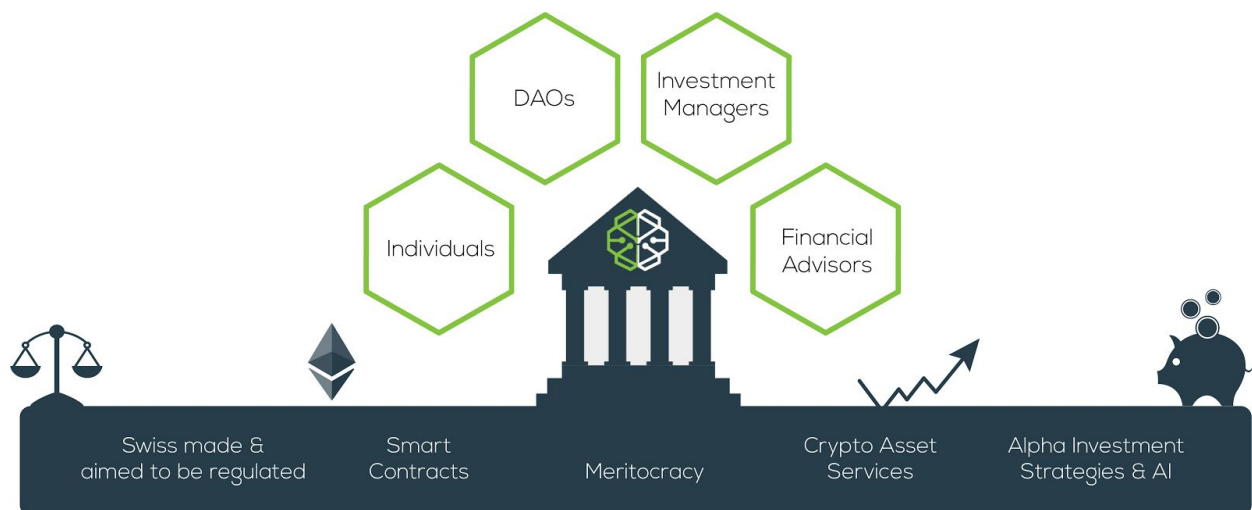 DAOs
Investment
Managers
Individuals
Financial
Advisors
Swiss made &
aimed to be regulated
Smart
Contracts
Meritocracy
Crypto Asset
Services
Alpha Investment
Strategies & AI